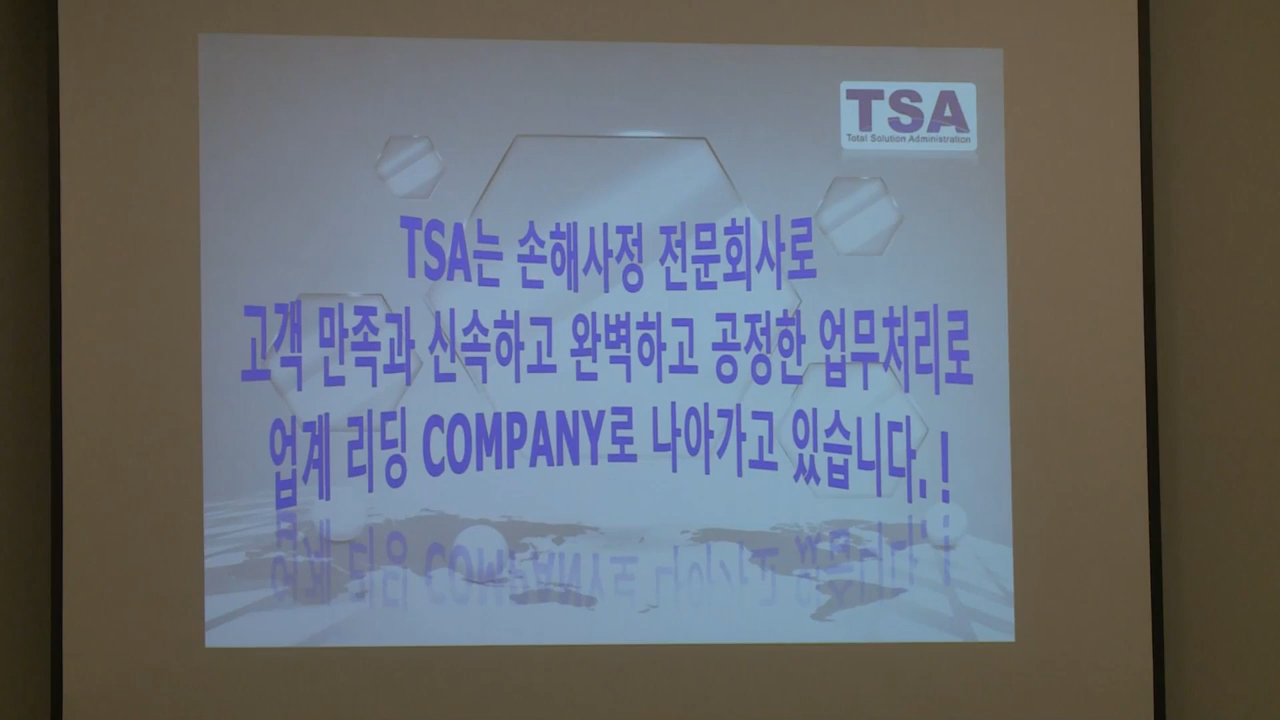 TSA
Total Solution Administration
TSA는 손해사정 전문회사로
고객 만족과 신속하고 완벽하고 공정한 업무처리로
업계 리딩 COMPANY로 나아가고 있습니다.!